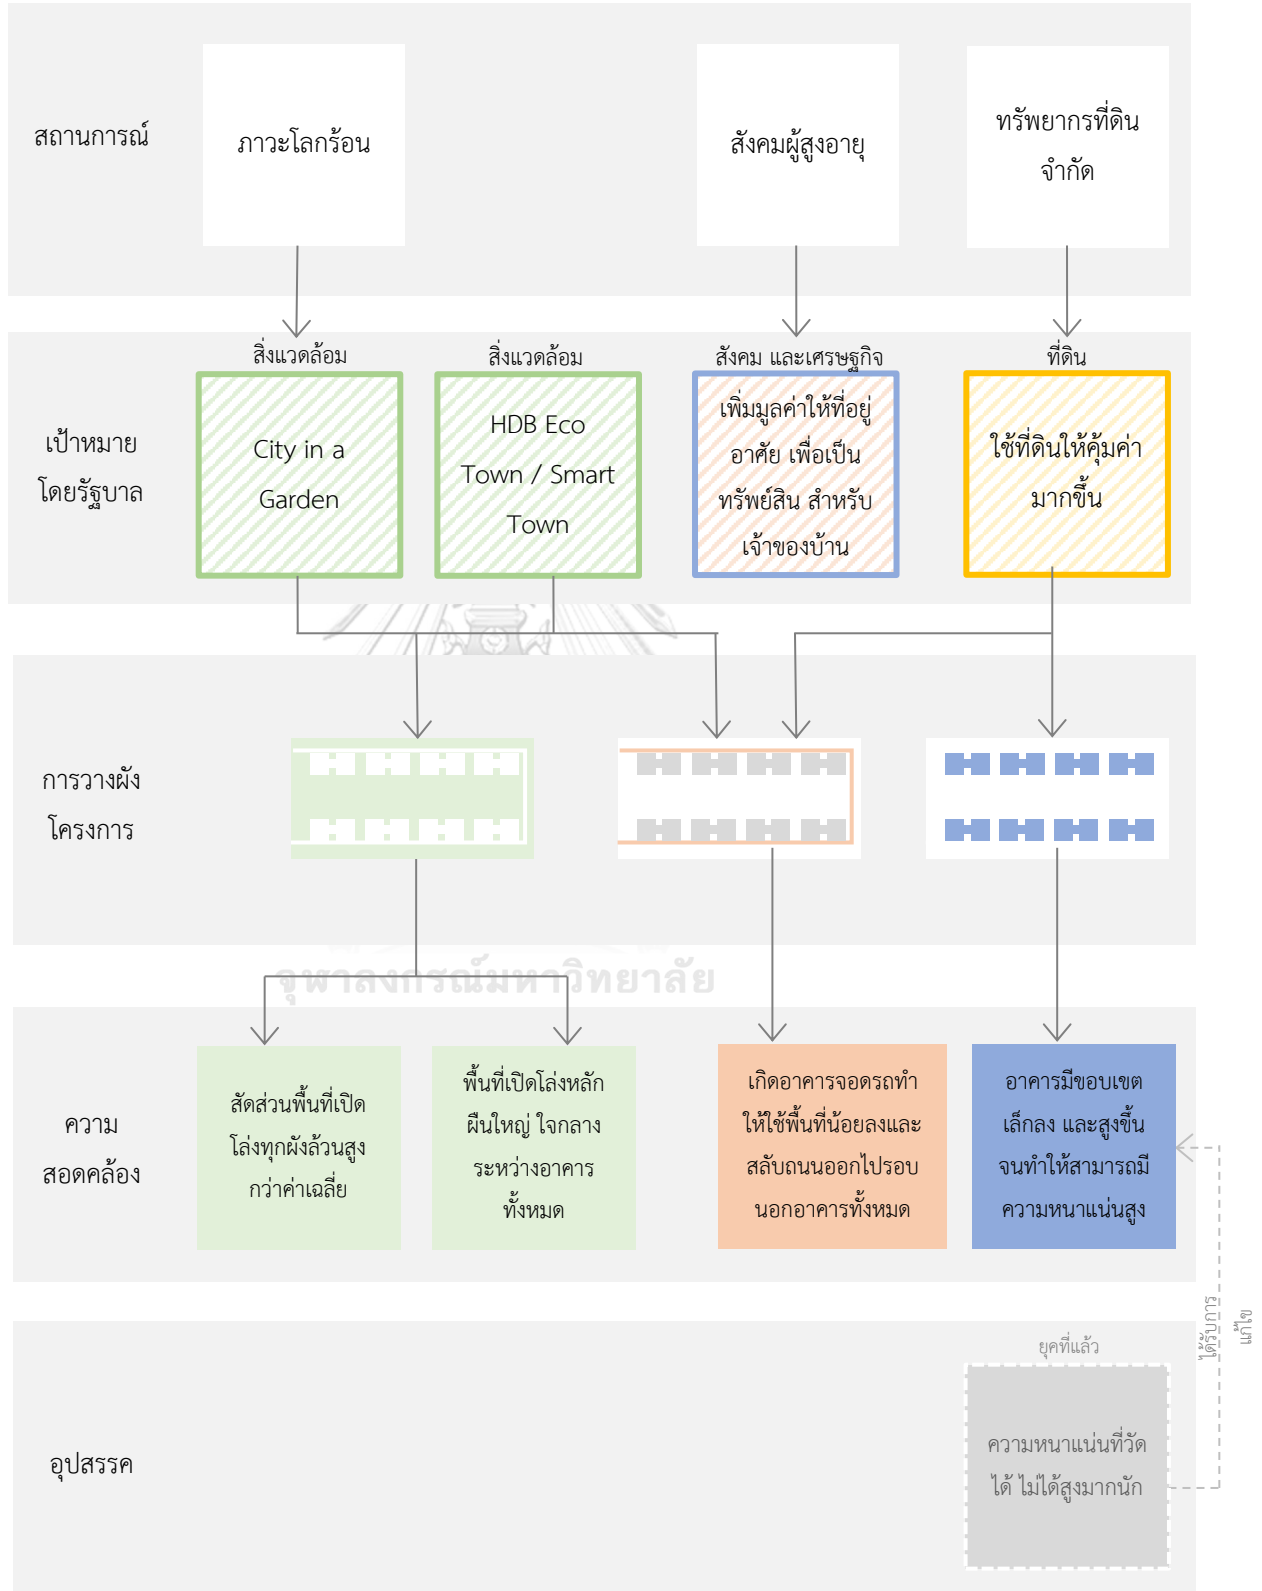 สถานการณ์
ภาวะโลกร้อน
สังคมผู้สูงอายุ
ทรัพยากรที่ดิน
จำกัด
เป้าหมาย
โดยรัฐบาล
สิ่งแวดล้อม
City in a
Garden
สิ่งแวดล้อม
HDB Eco
Town / Smart
Town
สังคม และเศรษฐกิจ
เพิ่มมูลค่าให้ที่อยู่
อาศัย เพื่อเป็น
ทรัพย์สิน สำหรับ
เจ้าของบ้าน
ที่ดิน
ใช้ที่ดินให้คุ้มค่า
มากขึ้น
การวางผัง
โครงการ
จุฬาลงกรณ์มหาวิทยาลัย
ความ
สอดคล้อง
สัดส่วนพื้นที่เปิด
โล่งทุกผังล้วนสูง
กว่าค่าเฉลี่ย
พื้นที่เปิดโล่งหลัก
ผืนใหญ่ ใจกลาง
ระหว่างอาคาร
ทั้งหมด
เกิดอาคารจอดรถทำ
ให้ใช้พื้นที่น้อยลงและ
สลับถนนออกไปรอบ
นอกอาคารทั้งหมด
อาคารมีขอบเขต
เล็กลง และสูงขึ้น
จนทำให้สามารถมี
ความหนาแน่นสูง
ได้รับการ
แก้ไข
อุปสรรค
ยุคที่แล้ว
ความหนาแน่นที่วัด
ได้ ไม่ได้สูงมากนัก